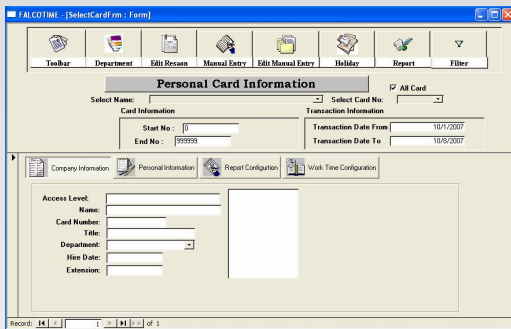 FALCOTIME - [SelectCardFrm : Form]
Toolbar Department Edit Reason Manual Entry Edit Manual Entry Holiday Report Filter
Personal Card Information
All Card
Select Name: Select Card No:
Card Information Transaction Information
Start No : 0 Transaction Date From 10/1/2007
End No : 999999 Transaction Date To 10/8/2007
Company Information Personal Information Report Configurtion Work Time Configuration
Access Level:
Name:
Card Number:
Title:
Department:
Hire Date:
Extension:
Record: 1 of 1